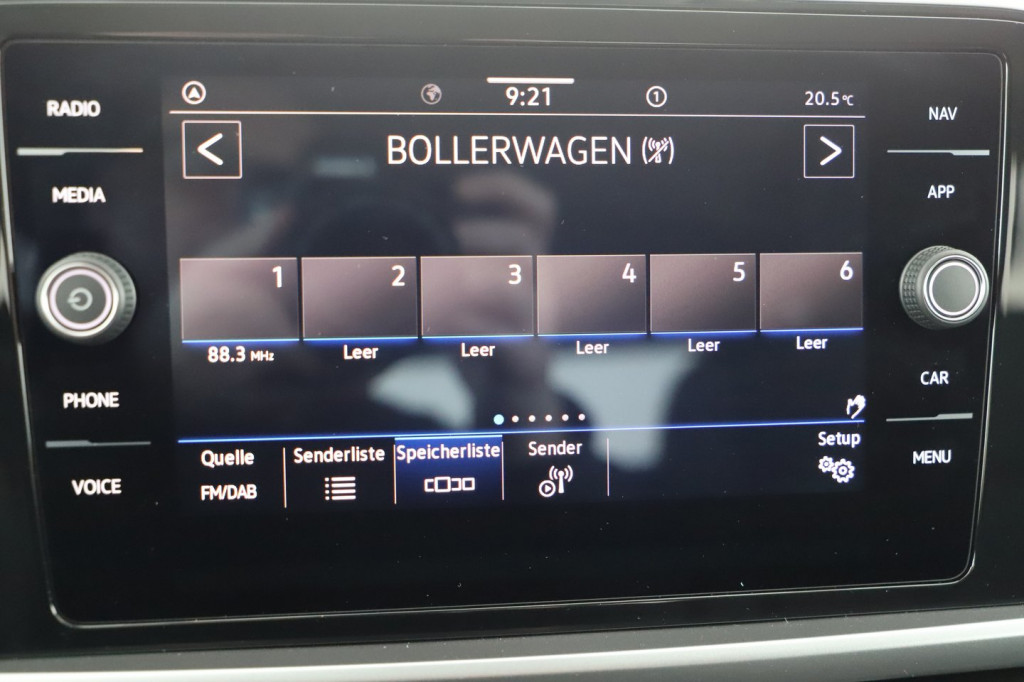 9:21
1
20.5°C
RADIO
MEDIA
PHONE
VOICE
BOLLERWAGEN
1 2 3 4 5 6
88.3 MHz Leer Leer Leer Leer Leer
Quelle
FM/DAB
Senderliste
Speicherliste
Sender
Setup
NAV
APP
CAR
MENU